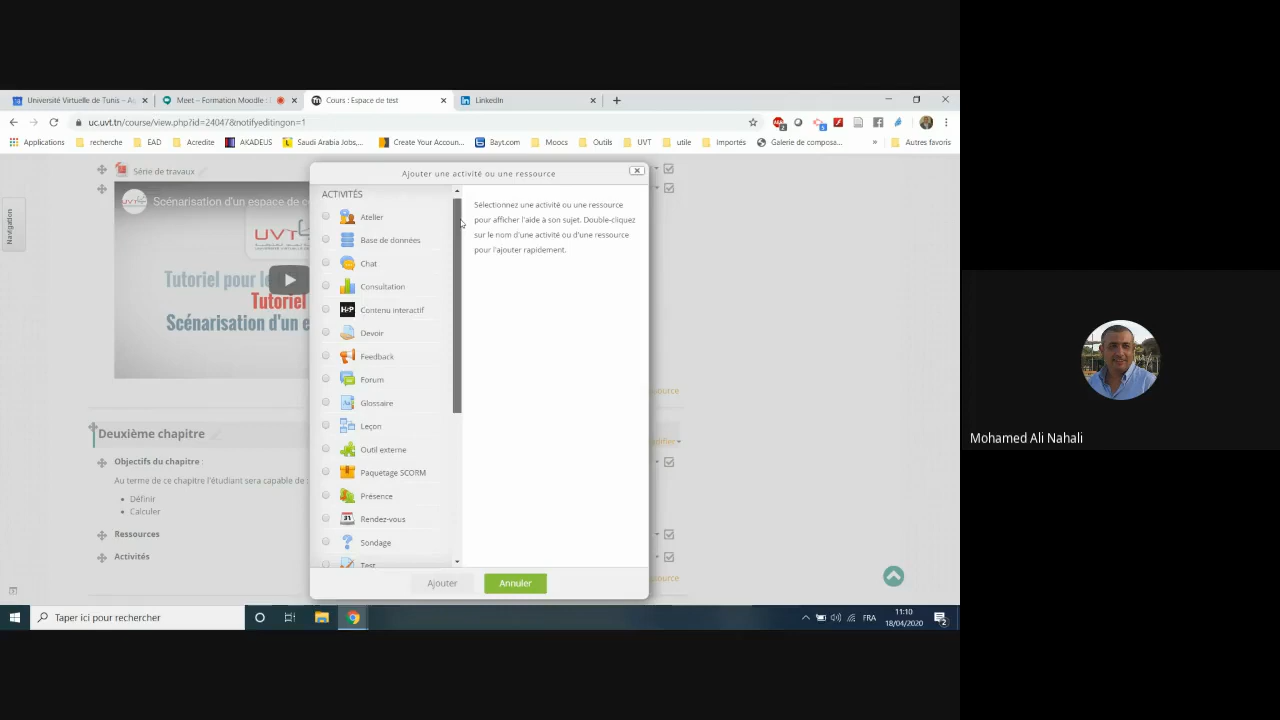 Université Virtuelle de Tunis – A
Meet – Formation Moodle :
Cours : Espace de test
LinkedIn
uc.uvt.tn/course/view.php?id=24047&notifyeditingon=1
Applications
recherche
EAD
Acredite
AKADEUS
Saudi Arabia Jobs,...
Create Your Accoun...
Bayt.com
Moocs
Outils
UVT
utile
Importés
Galerie de composa...
»
Autres favoris
Navigation
Série de travaux
Scénarisation d'un espace de c
UVT
Tutoriel pour le
Tutoriel
Scénarisation d'un e
Ajouter une activité ou une ressource
ACTIVITÉS
Atelier
Base de données
Chat
Consultation
H-P Contenu interactif
Devoir
Feedback
Forum
Glossaire
Leçon
Outil externe
Paquetage SCORM
Présence
Rendez-vous
Sondage
Test
Sélectionnez une activité ou une ressource
pour afficher l'aide à son sujet. Double-cliquez
sur le nom d'une activité ou d'une ressource
pour l'ajouter rapidement.
Ajouter
Annuler
source
Deuxième chapitre
difier
Objectifs du chapitre :
Au terme de ce chapitre l'étudiant sera capable de :
Définir
Calculer
Ressources
Activités
source
Taper ici pour rechercher
FRA
11:10
18/04/2020
2
Mohamed Ali Nahali